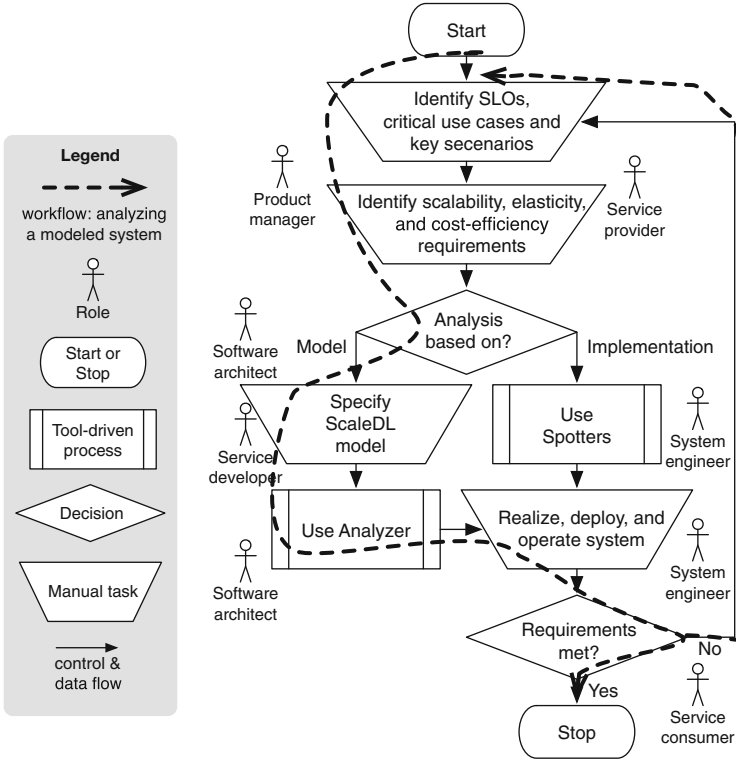 Start
Identify SLOs,
critical use cases and
key secenarios
Legend
workflow: analyzing
a modeled system
Role
Start or
Stop
Tool-driven
process
Decision
Manual task
control &
data flow
Product
manager
Identify scalability, elasticity,
and cost-efficiency
requirements
Service
provider
Analysis
based on?
Software
architect
Model
Implementation
Specify
ScaleDL
model
Service
developer
Use
Spotters
System
engineer
Use Analyzer
Software
architect
Realize, deploy, and
operate system
System
engineer
Requirements
met?
No
Yes
Service
consumer
Stop